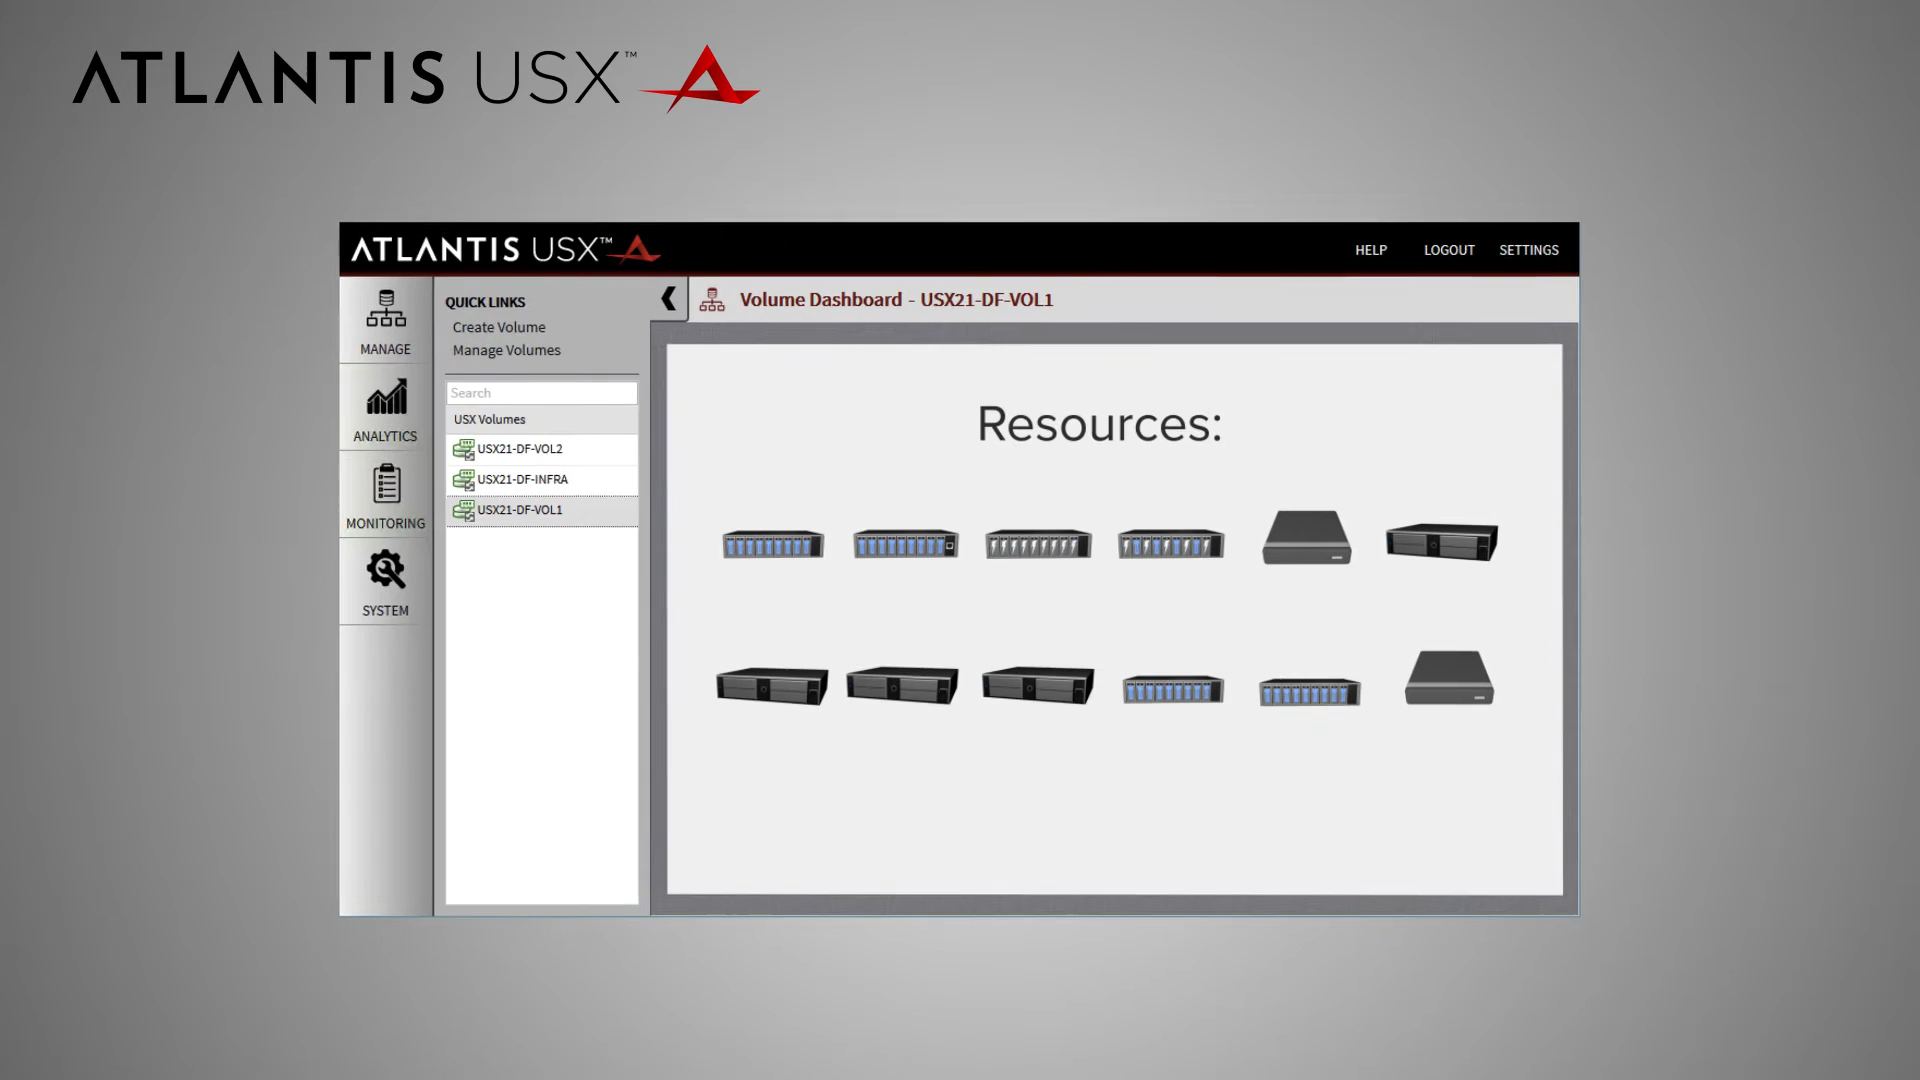 ATLANTIS USX™
ATLANTIS USX™
HELP LOGOUT SETTINGS
MANAGE
ANALYTICS
MONITORING
SYSTEM
QUICK LINKS
Create Volume
Manage Volumes
Search
USX Volumes
USX21-DF-VOL2
USX21-DF-INFRA
USX21-DF-VOL1
Volume Dashboard - USX21-DF-VOL1
Resources: